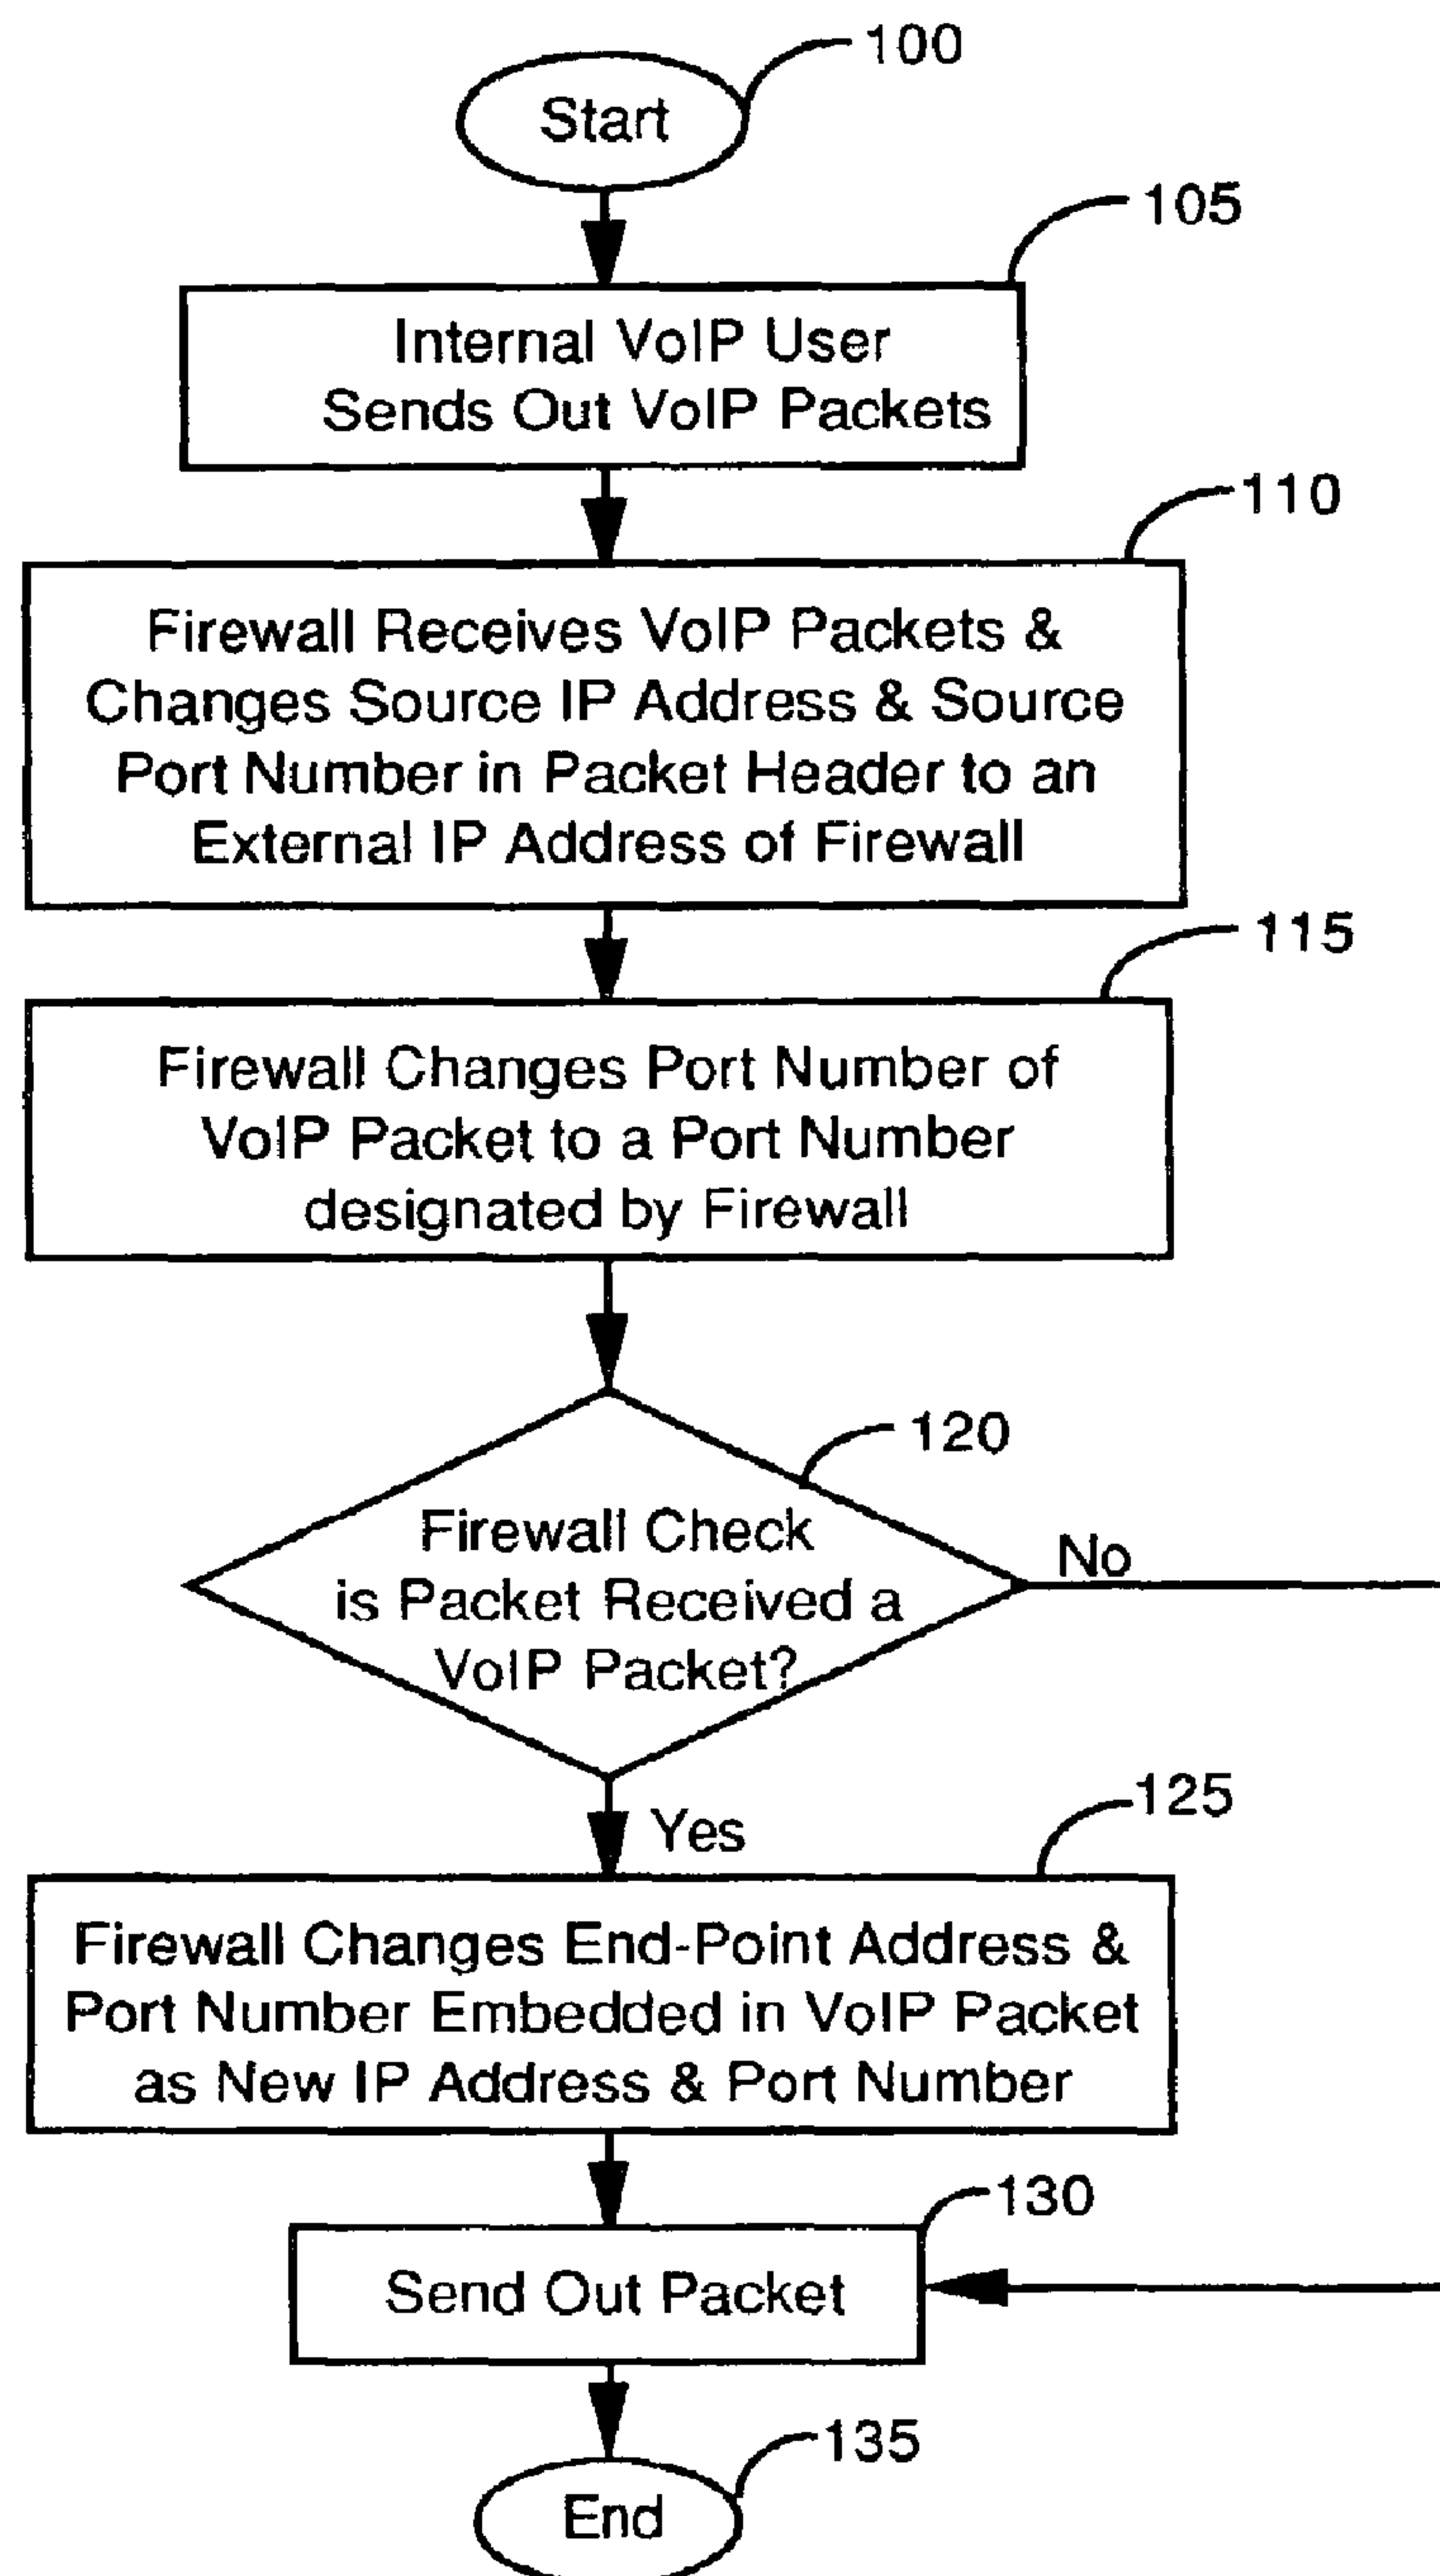 100
Start
105
Internal VoIP User
Sends Out VoIP Packets
110
Firewall Receives VoIP Packets &
Changes Source IP Address & Source
Port Number in Packet Header to an
External IP Address of Firewall
115
Firewall Changes Port Number of
VoIP Packet to a Port Number
designated by Firewall
120
Firewall Check
is Packet Received a
VoIP Packet?
No
Yes
125
Firewall Changes End-Point Address &
Port Number Embedded in VoIP Packet
as New IP Address & Port Number
130
Send Out Packet
135
End